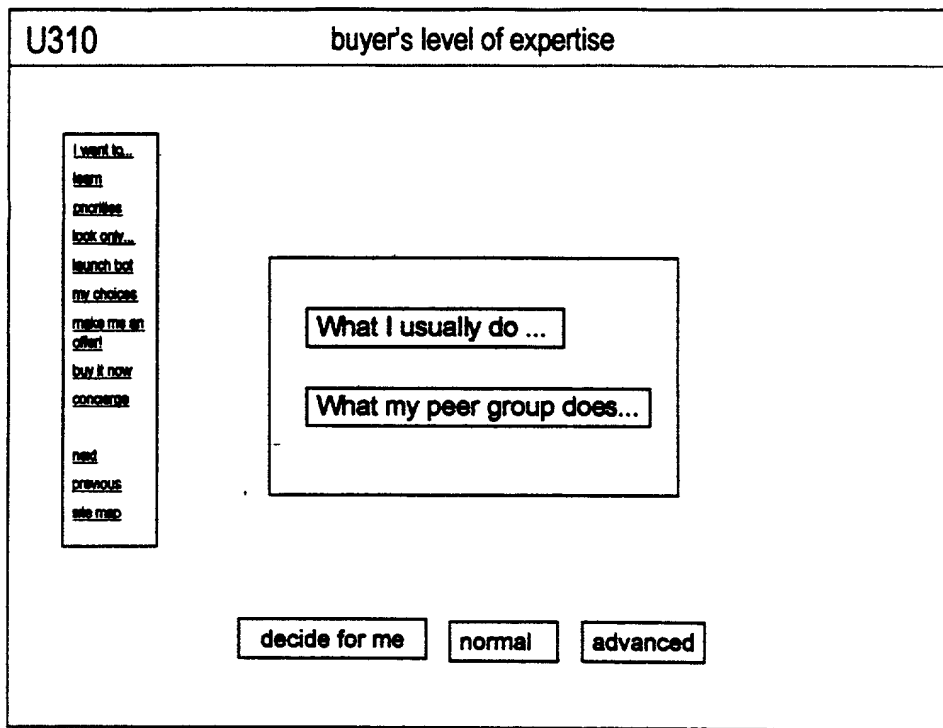 U310
buyer's level of expertise
I want to...
learn
priorities
look only...
launch bot
my choices
make me an
offer!
buy it now
concierge
next
previous
site map
What I usually do ...
What my peer group does...
decide for me
normal
advanced